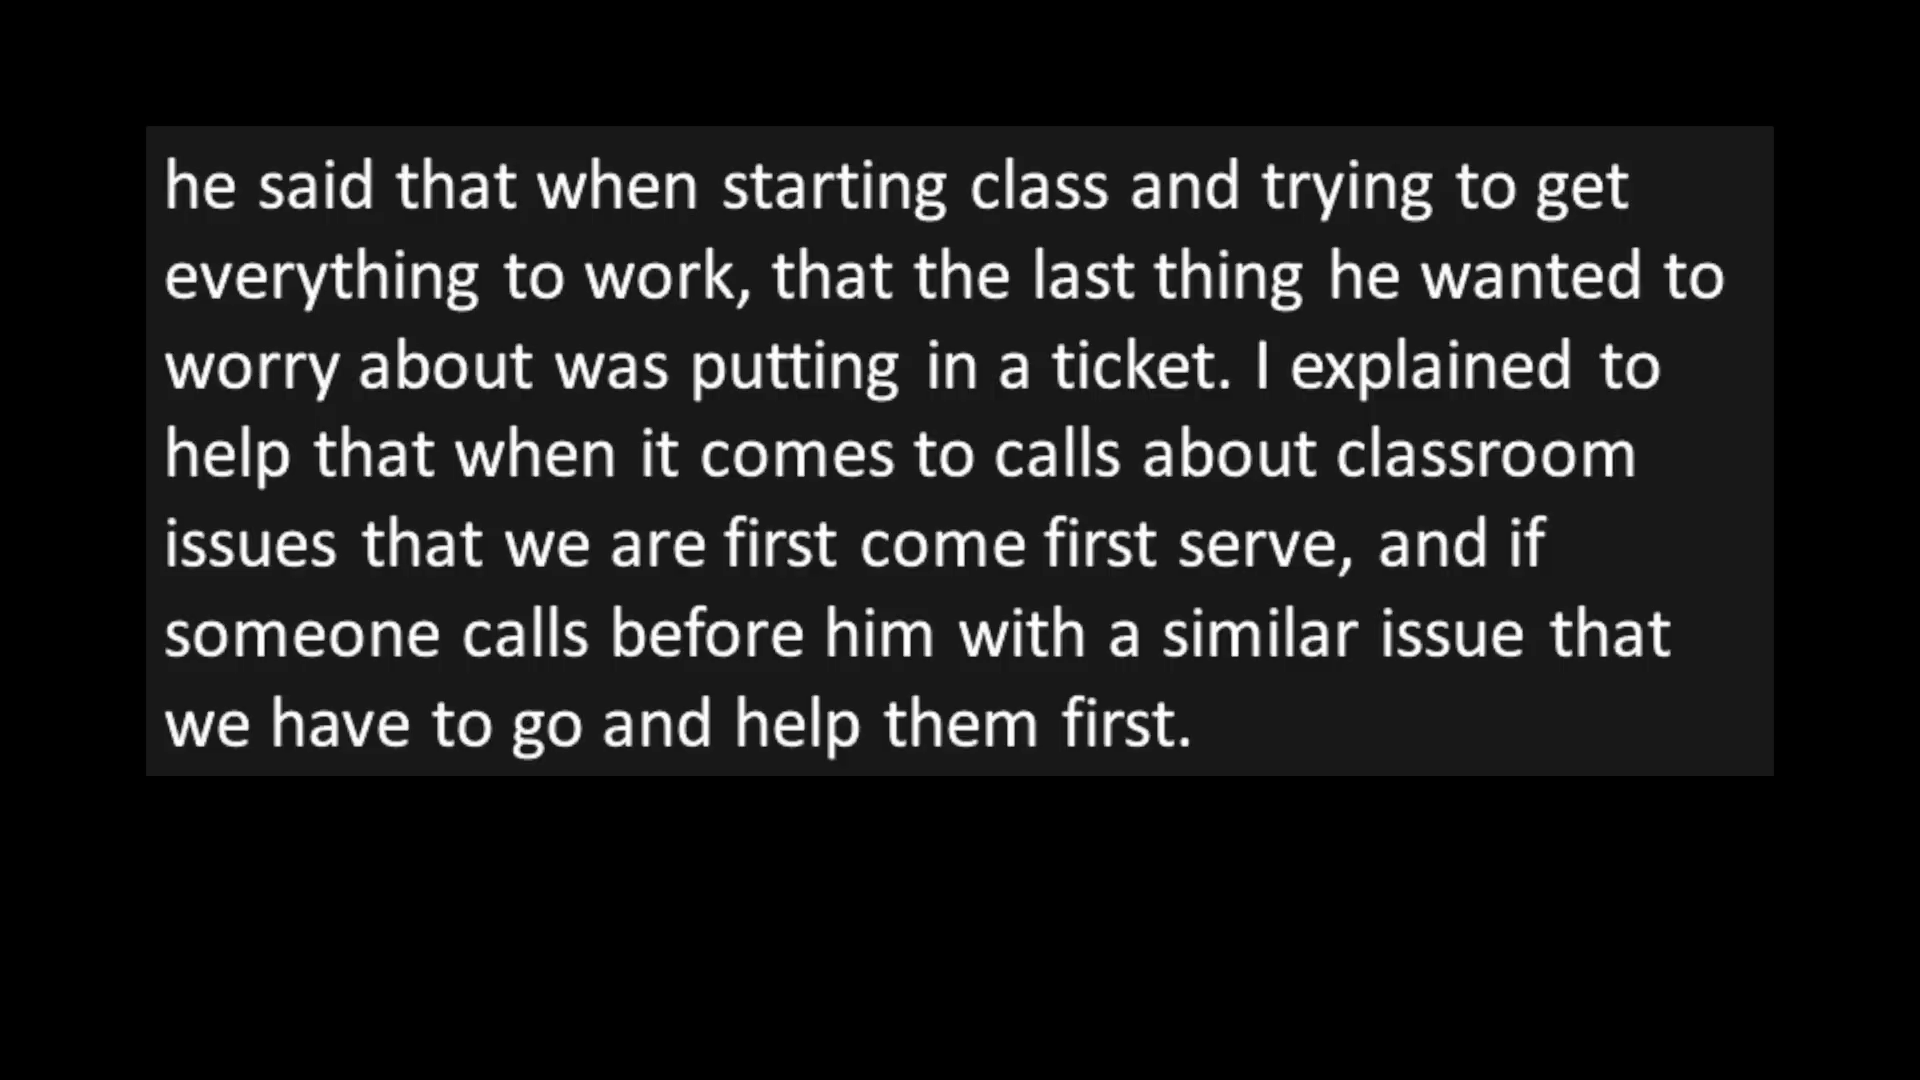 he said that when starting class and trying to get
everything to work, that the last thing he wanted to
worry about was putting in a ticket. I explained to
help that when it comes to calls about classroom
issues that we are first come first serve, and if
someone calls before him with a similar issue that
we have to go and help them first.